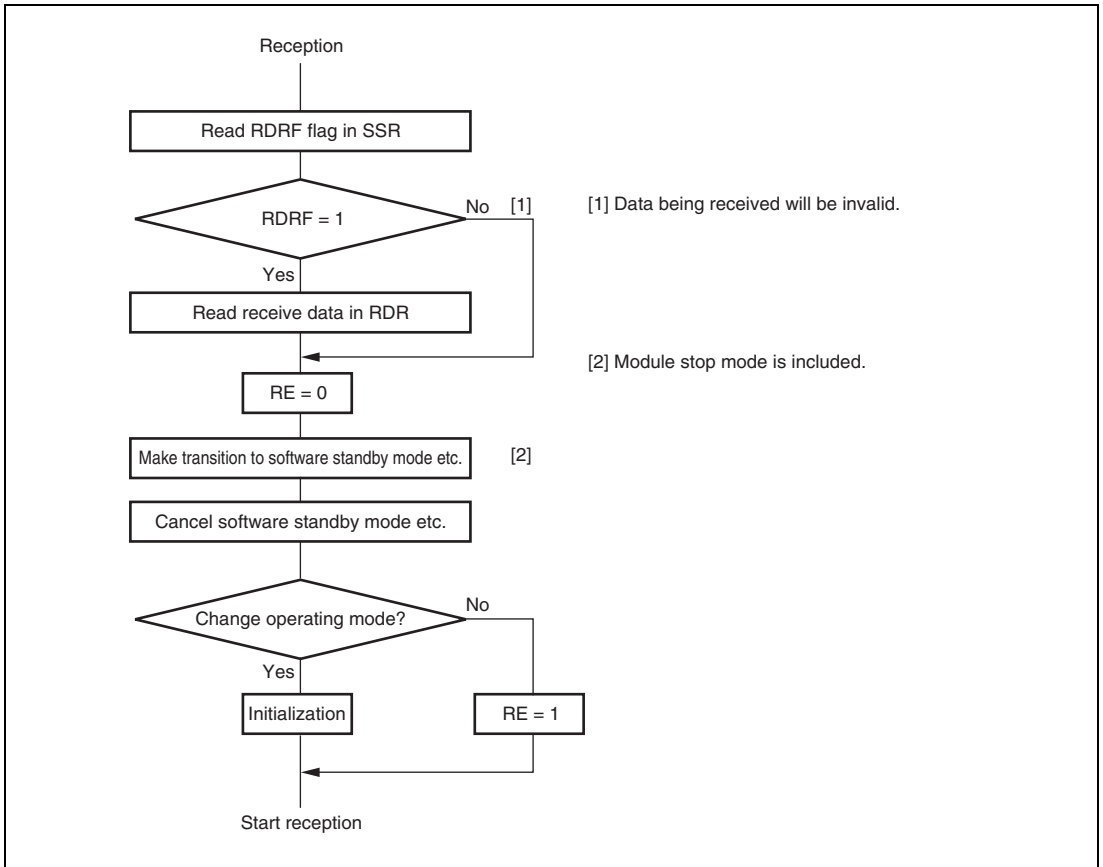 Reception
Read RDRF flag in SSR
RDRF = 1
No [1]
[1] Data being received will be invalid.
Yes
Read receive data in RDR
[2] Module stop mode is included.
RE = 0
Make transition to software standby mode etc.
[2]
Cancel software standby mode etc.
Change operating mode?
No
Yes
Initialization
RE = 1
Start reception